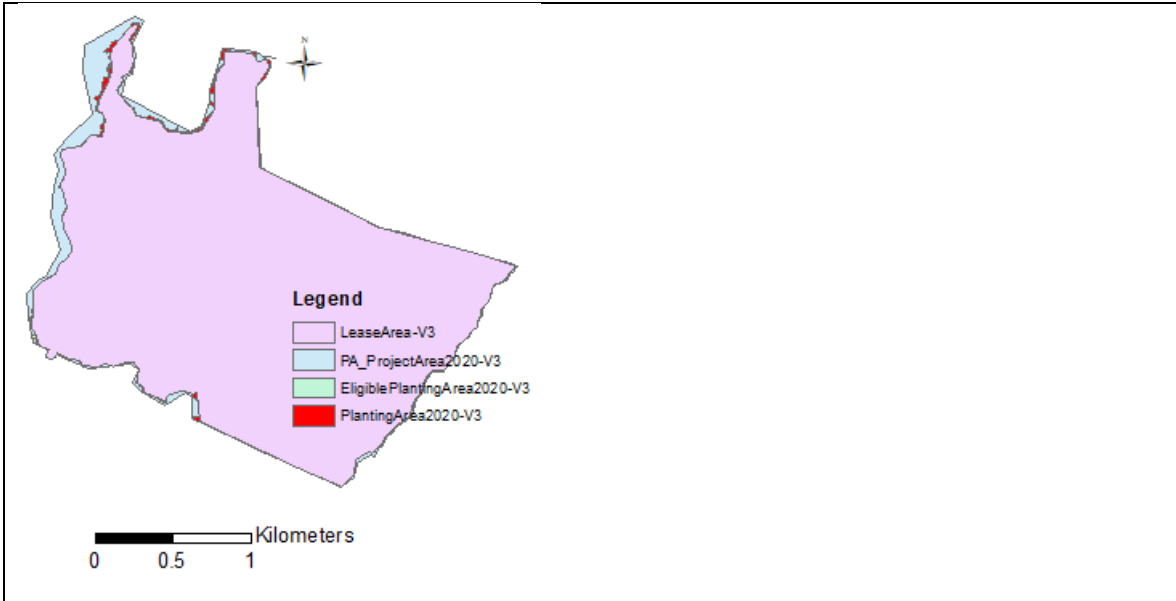 N
Legend
LeaseArea-V3
PA_ProjectArea2020-V3
EligiblePlantingArea2020-V3
PlantingArea2020-V3
Kilometers
0 0.5 1